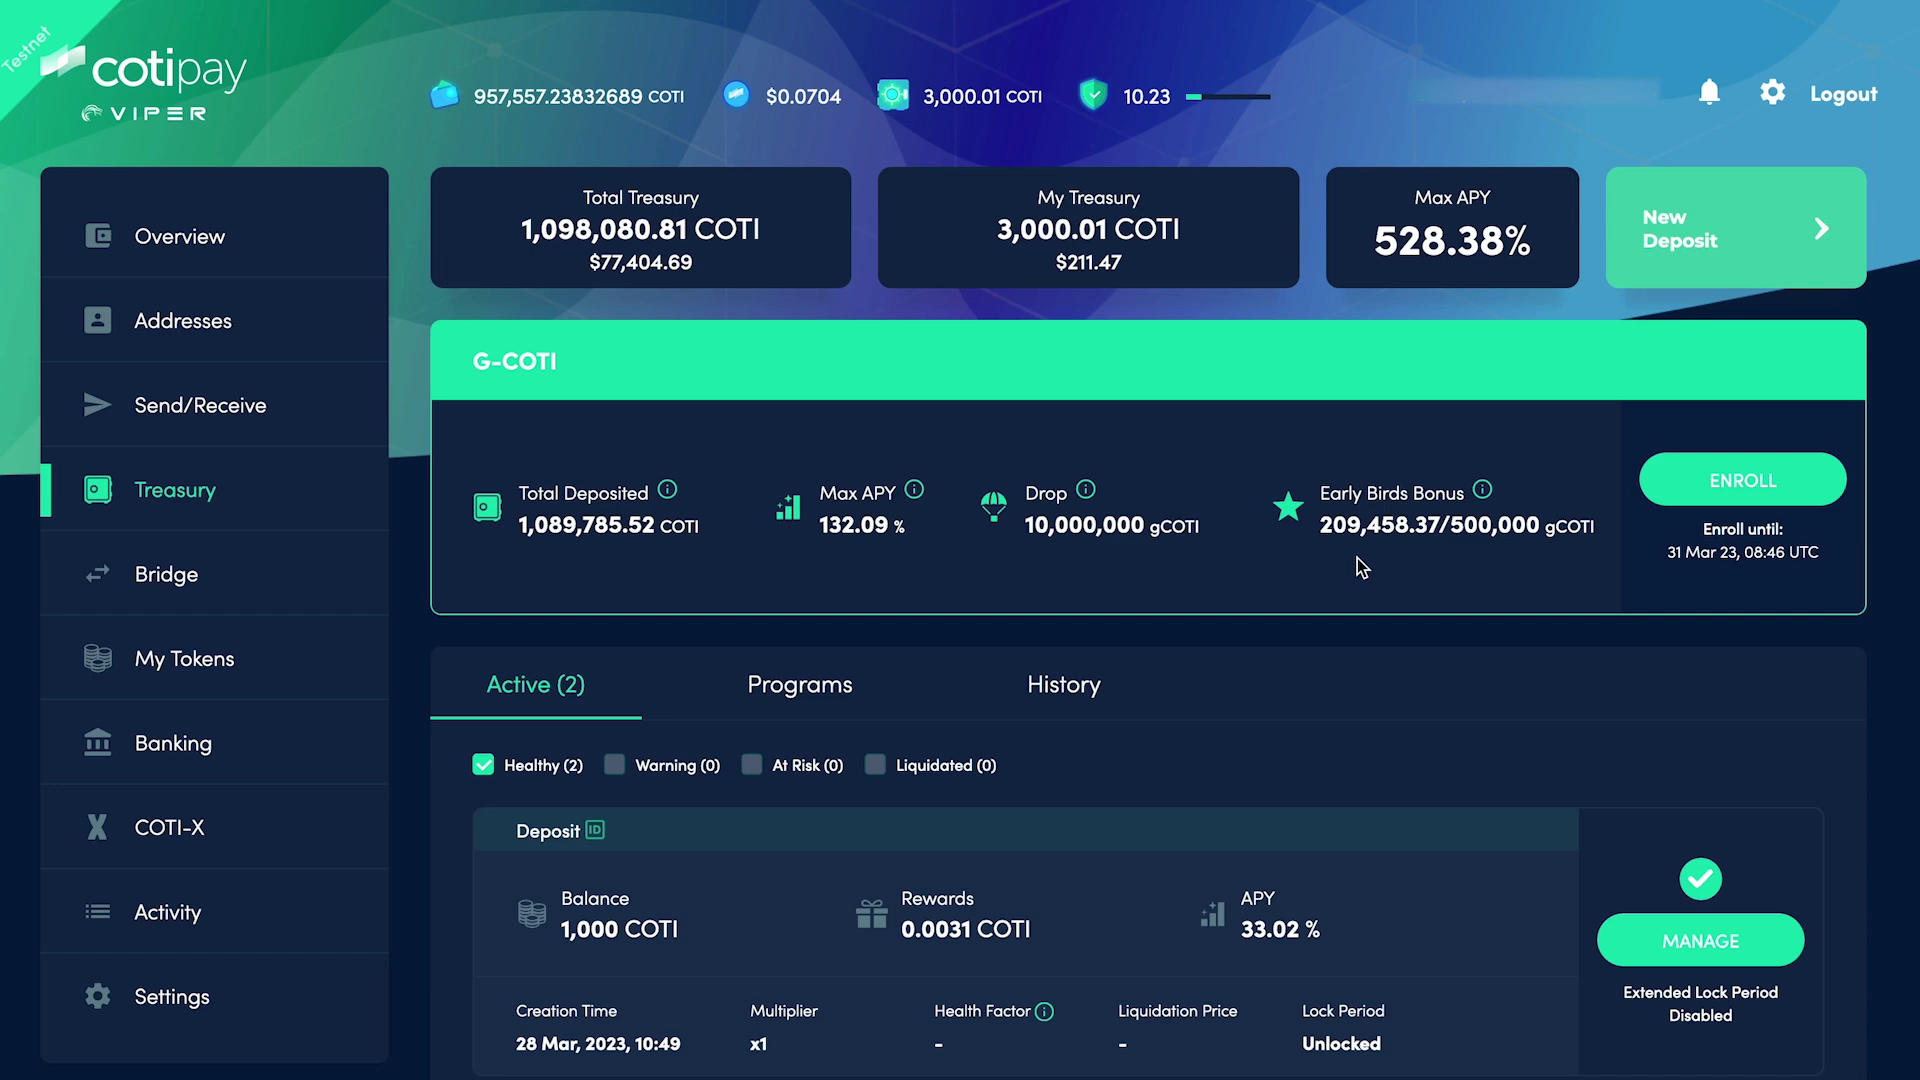 Testnet
cotipay
VIPER
957,557.23832689 COTI
$0.0704
3,000.01 COTI
10.23
Logout
Overview
Addresses
Send/Receive
Treasury
Bridge
My Tokens
Banking
COTI-X
Activity
Settings
Total Treasury
1,098,080.81 COTI
$77,404.69
My Treasury
3,000.01 COTI
$211.47
Max APY
528.38%
New
Deposit
G-COTI
Total Deposited
1,089,785.52 COTI
Max APY
132.09 %
Drop
10,000,000 gCOTI
Early Birds Bonus
209,458.37/500,000 gCOTI
ENROLL
Enroll until:
31 Mar 23, 08:46 UTC
Active (2)
Programs
History
Healthy (2)
Warning (0)
At Risk (0)
Liquidated (0)
Deposit ID
Balance
1,000 COTI
Rewards
0.0031 COTI
APY
33.02 %
Creation Time
28 Mar, 2023, 10:49
Multiplier
x1
Health Factor
-
Liquidation Price
-
Lock Period
Unlocked
MANAGE
Extended Lock Period
Disabled